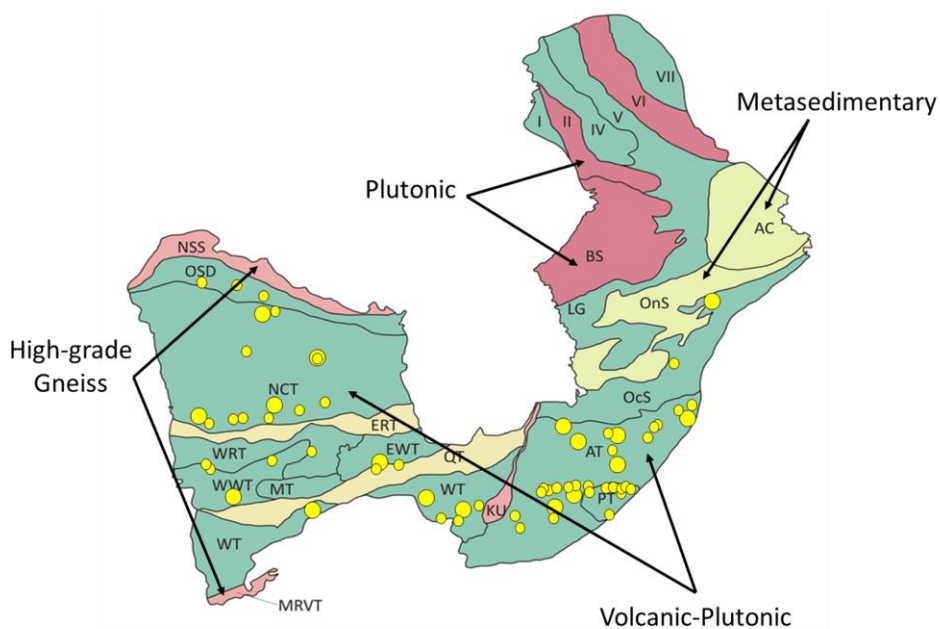 VII
VI
Metasedimentary
I
II
IV
V
Plutonic
AC
NSS
OSD
BS
OnS
LG
High-grade
Gneiss
NCT
OcS
ERT
WRT
EWT
QT
AT
WWT
MT
WT
KU
PT
WT
MRVT
Volcanic-Plutonic